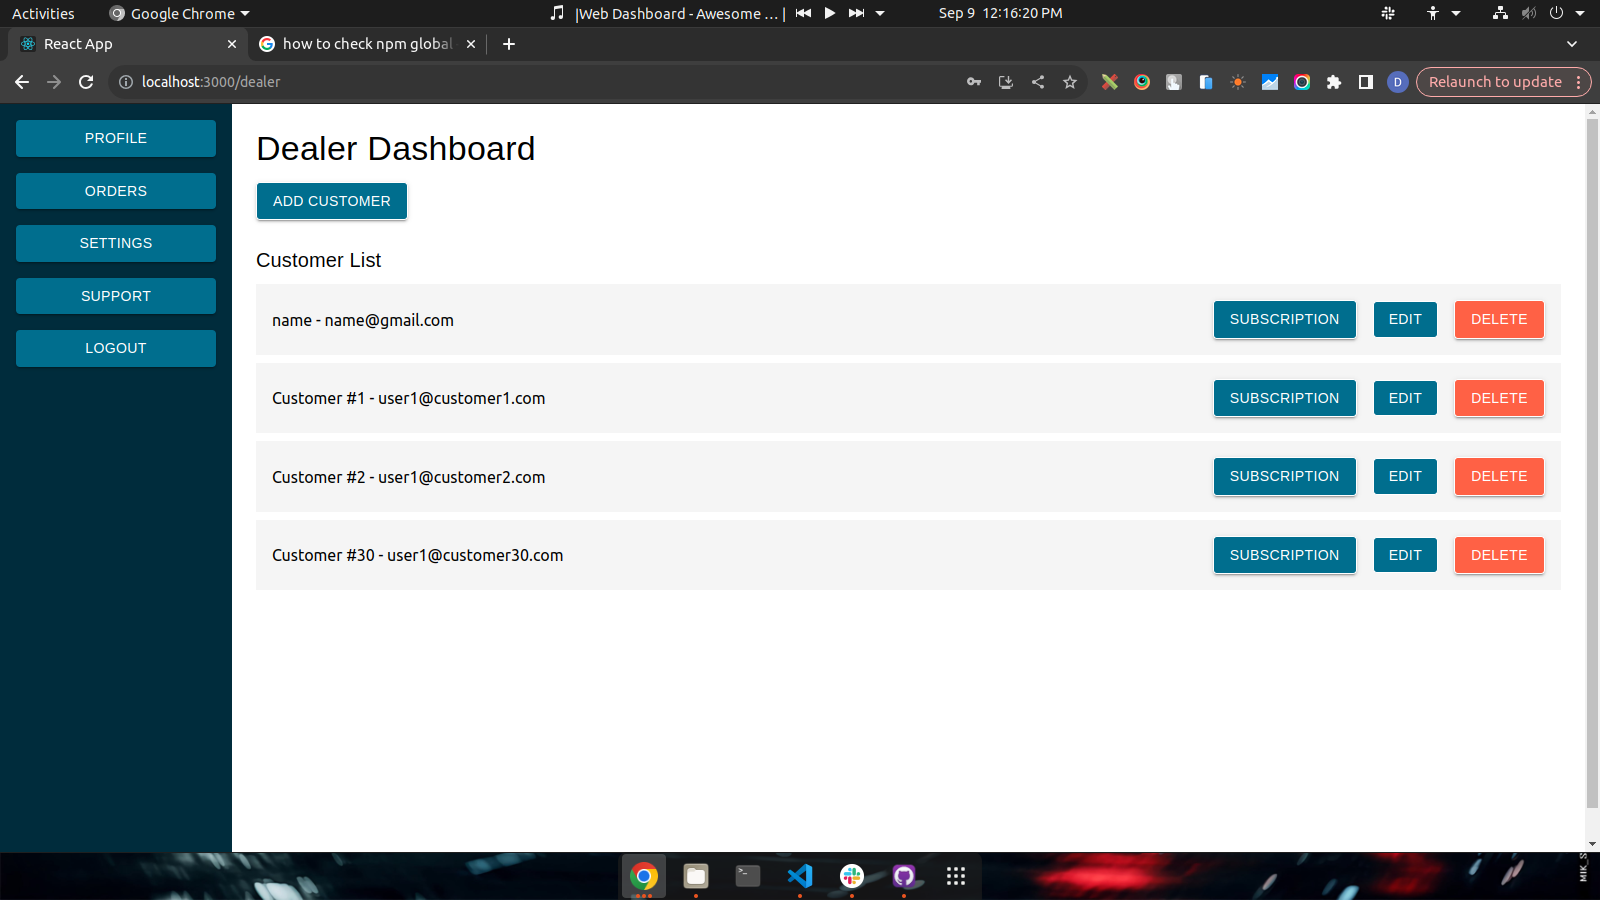 Activities Google Chrome |Web Dashboard - Awesome ... | Sep 9 12:16:20 PM
React App how to check npm global
localhost:3000/dealer D Relaunch to update
PROFILE
ORDERS
SETTINGS
SUPPORT
LOGOUT
Dealer Dashboard
ADD CUSTOMER
Customer List
name - name@gmail.com SUBSCRIPTION EDIT DELETE
Customer #1 - user1@customer1.com SUBSCRIPTION EDIT DELETE
Customer #2 - user1@customer2.com SUBSCRIPTION EDIT DELETE
Customer #30 - user1@customer30.com SUBSCRIPTION EDIT DELETE
MIK_S